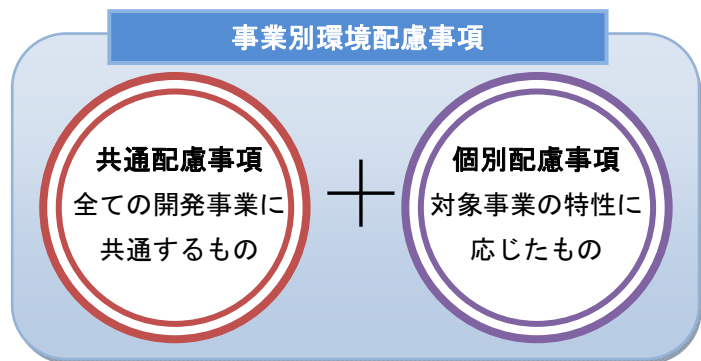 事業別環境配慮事項
共通配慮事項
全ての開発事業に
共通するもの
＋
個別配慮事項
対象事業の特性に
応じたもの